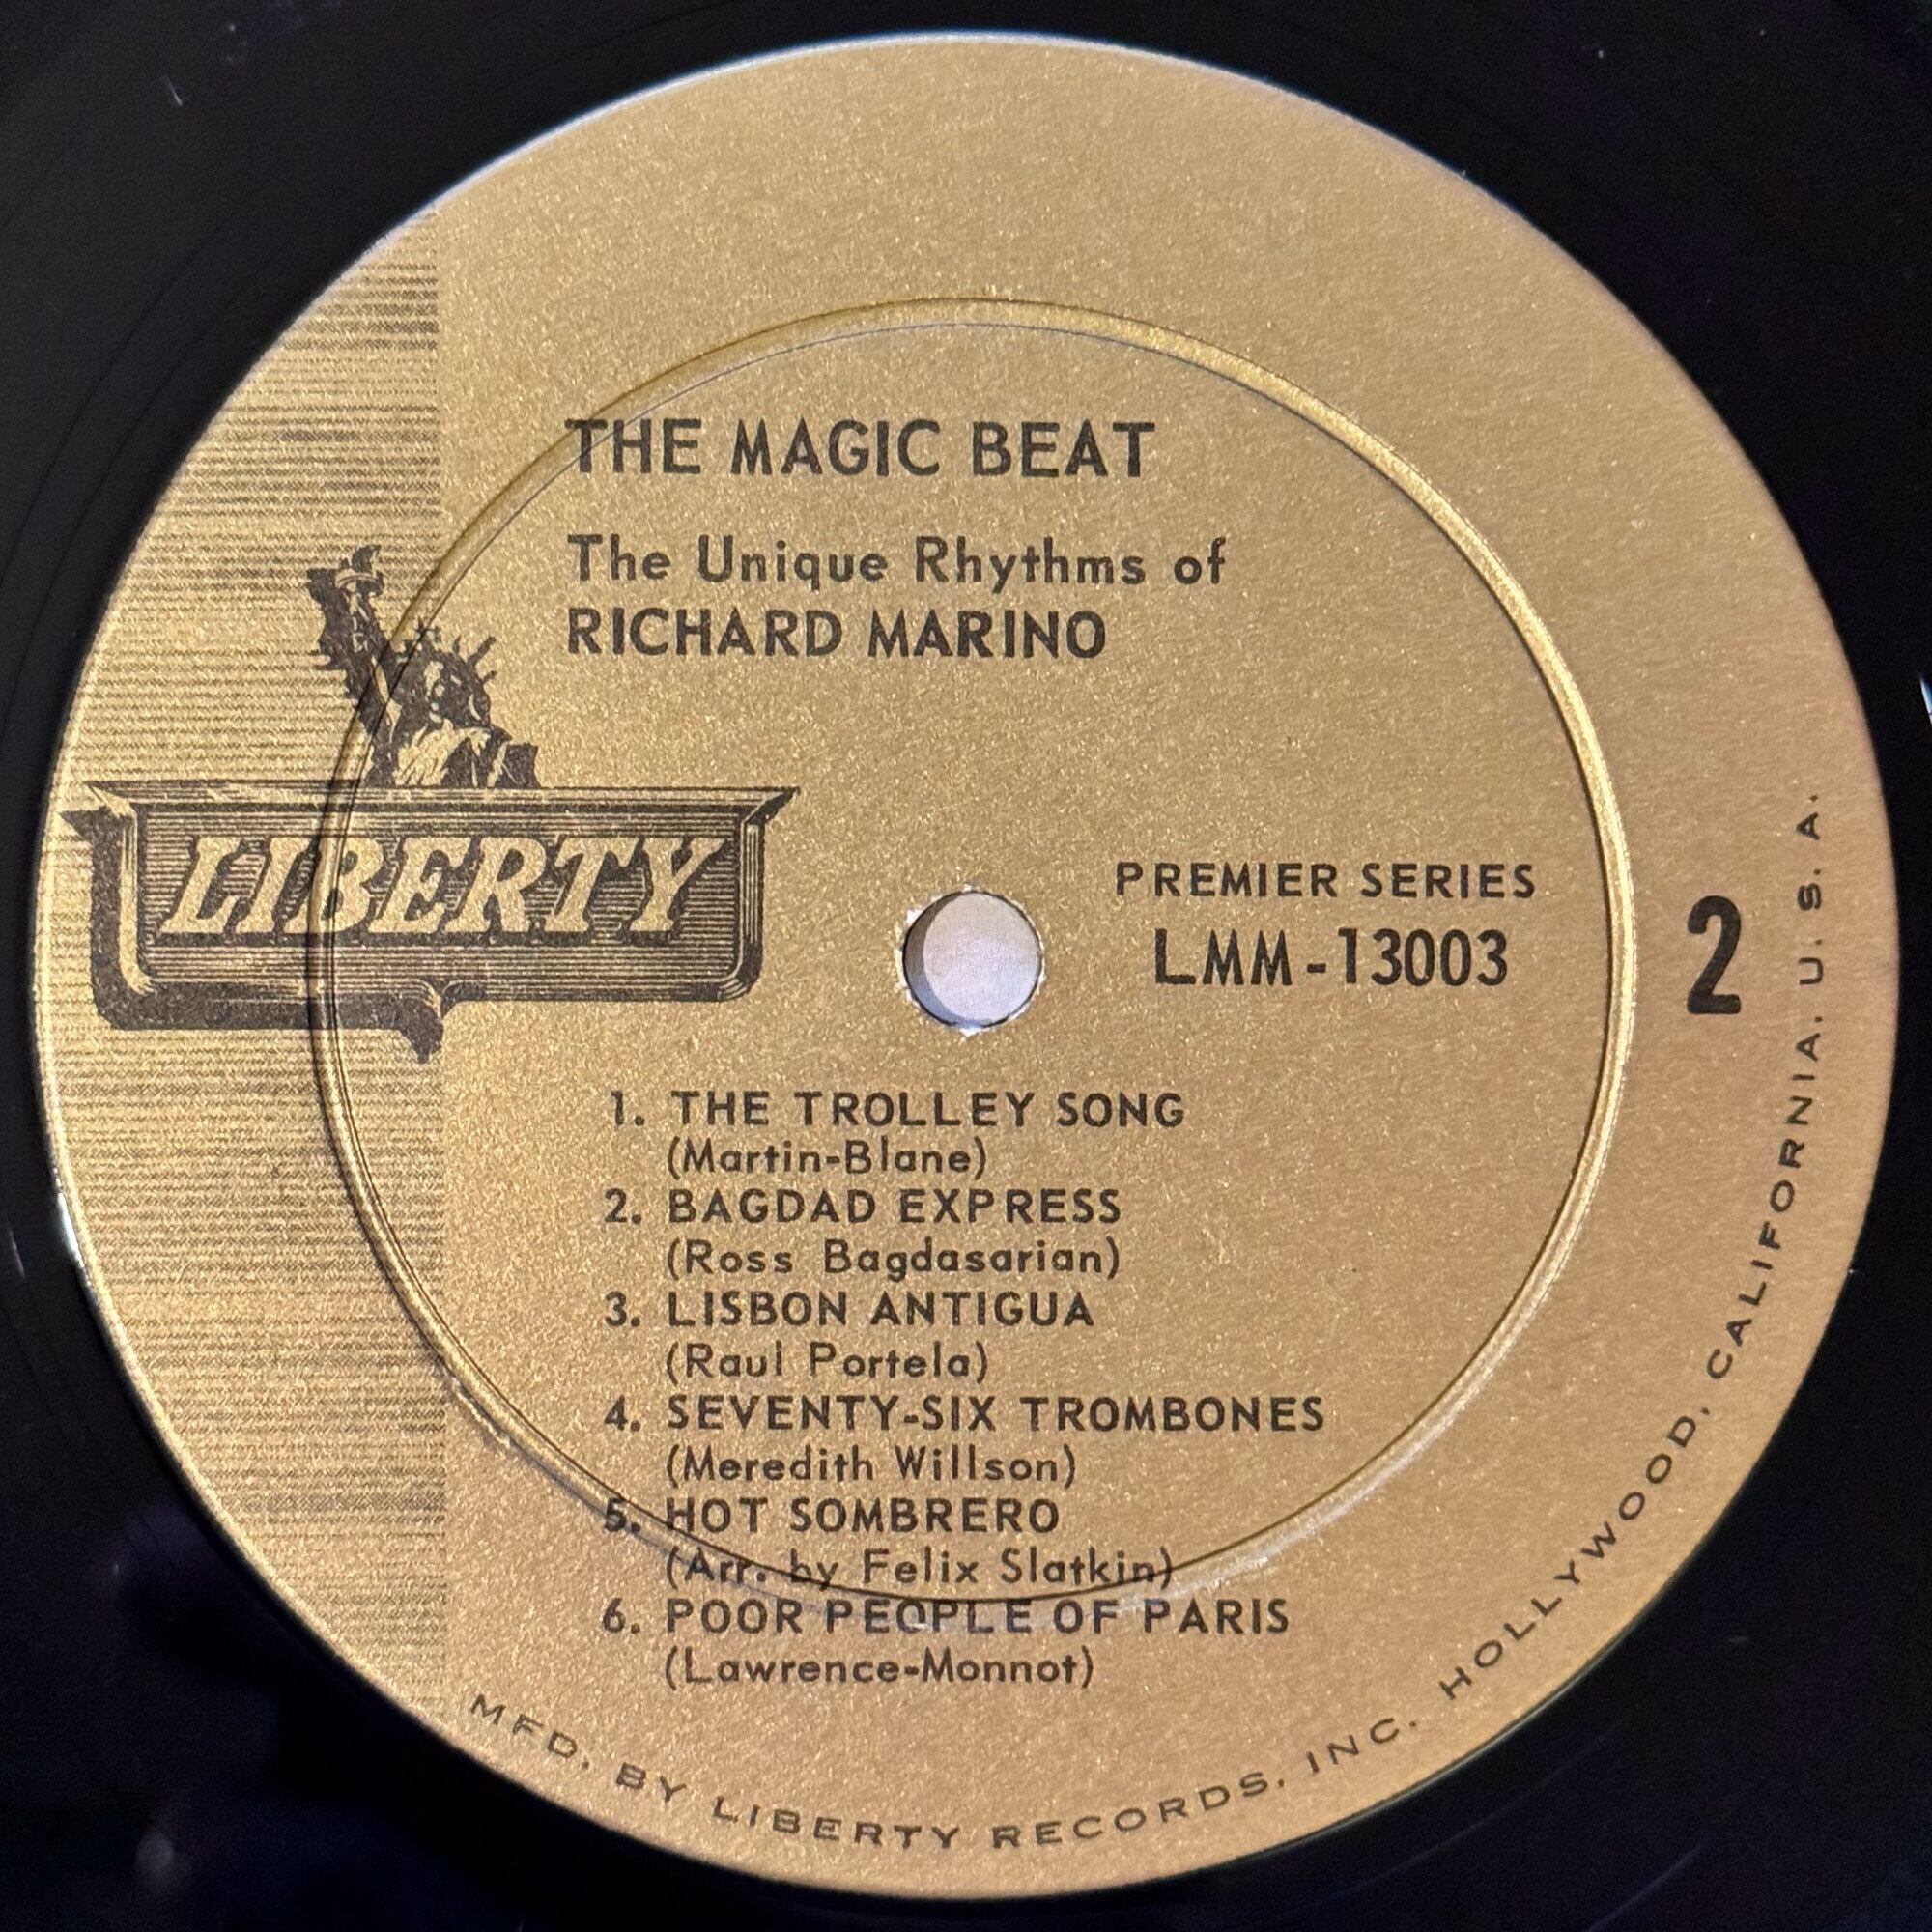 THE MAGIC BEAT
The Unique Rhythms of
RICHARD MARINO
LIBERTY
PREMIER SERIES
LMM-13003
2
1. THE TROLLEY SONG
(Martin-Blane)
2. BAGDAD EXPRESS
(Ross Bagdasarian)
3. LISBON ANTIGUA
(Raul Portela)
4. SEVENTY-SIX TROMBONES
(Meredith Willson)
5. HOT SOMBRERO
(Arr. by Felix Slatkin)
6. POOR PEOPLE OF PARIS
(Lawrence-Monnot)
MFD. BY LIBERTY RECORDS, INC. HOLLYWOOD, CALIFORNIA. U. S. A.